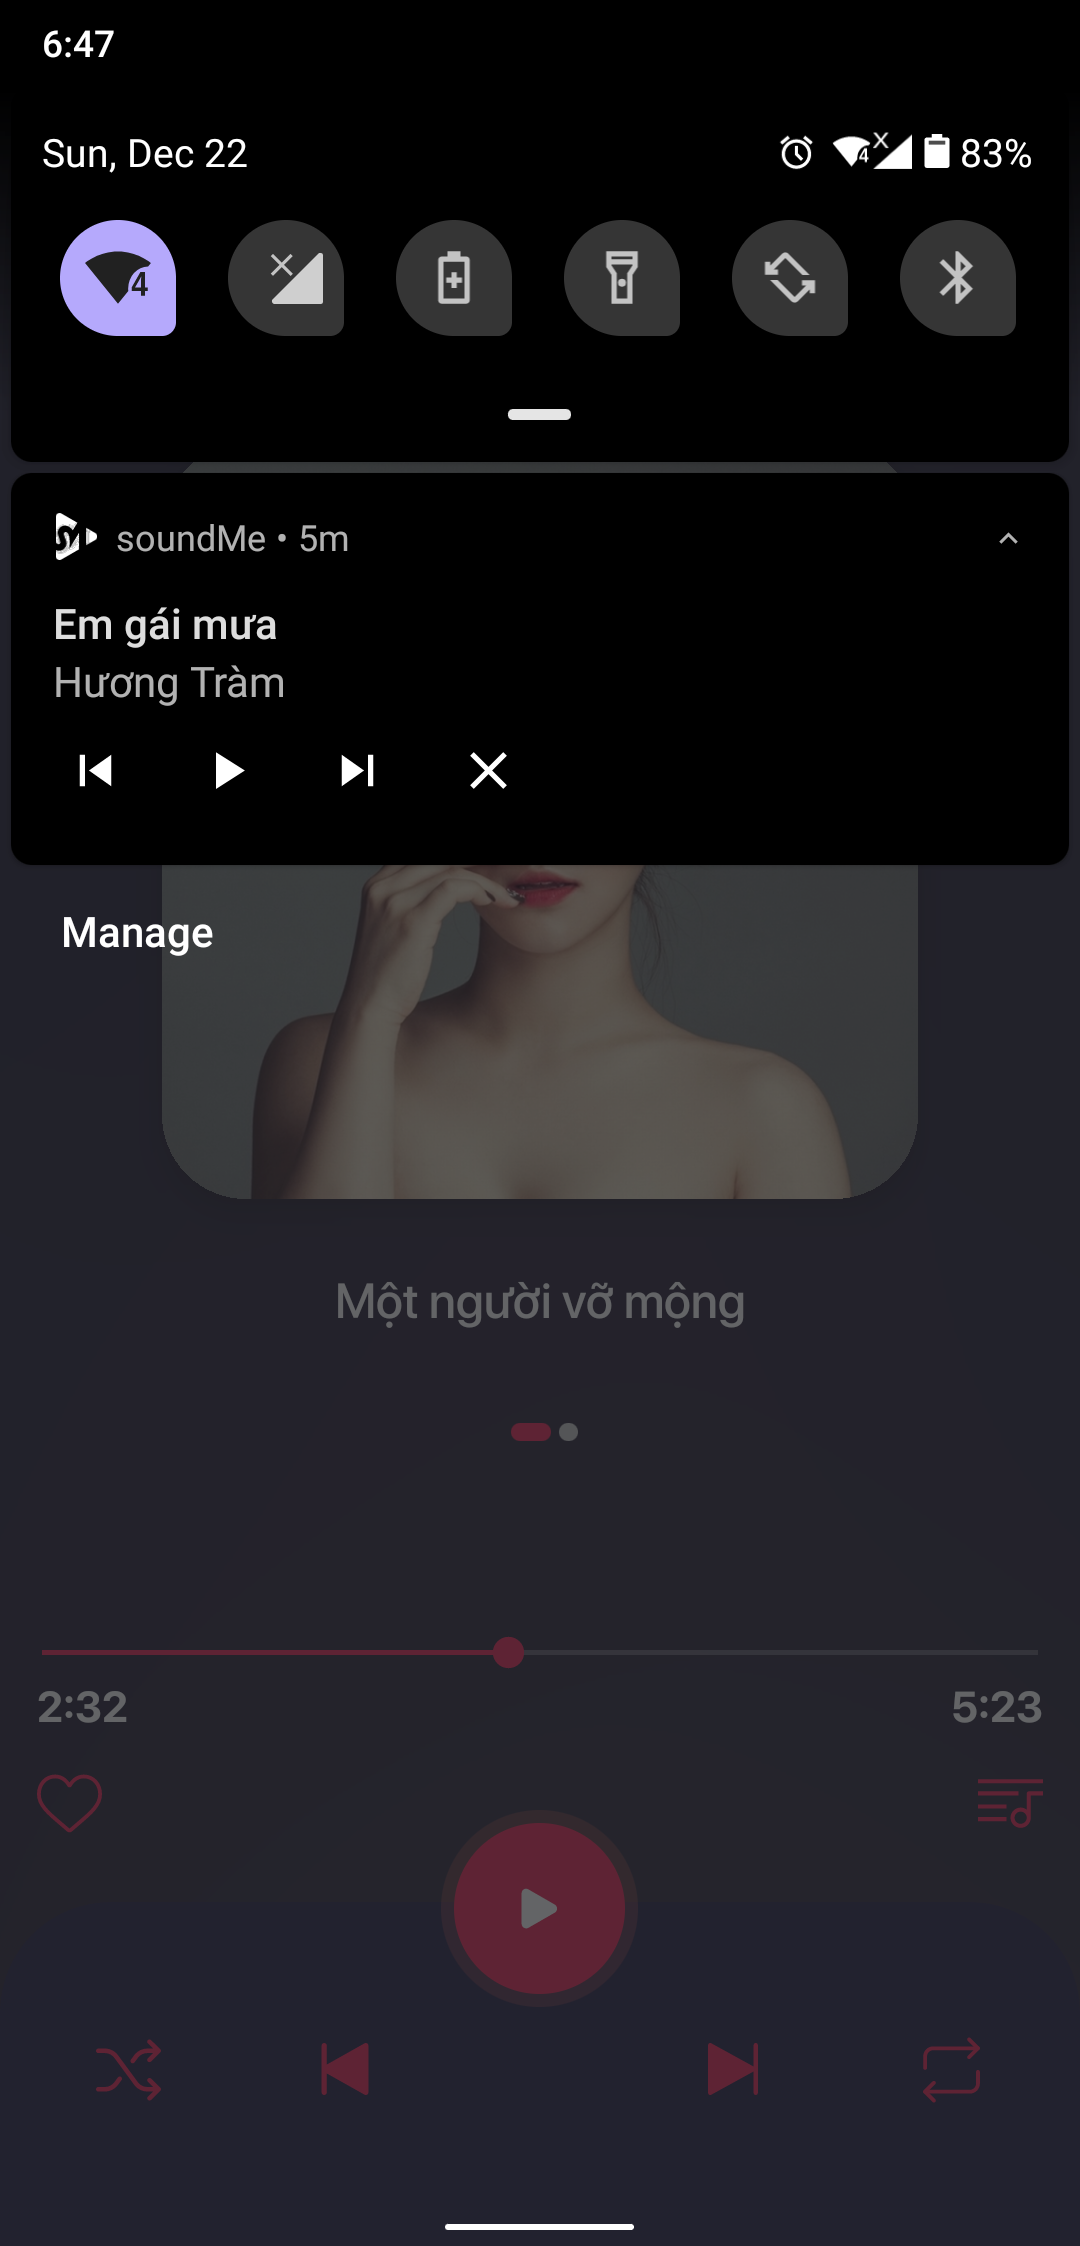 6:47
Sun, Dec 22
83%
4
soundMe • 5m
Em gái mưa
Hương Tràm
Manage
Một người vỡ mộng
2:32
5:23